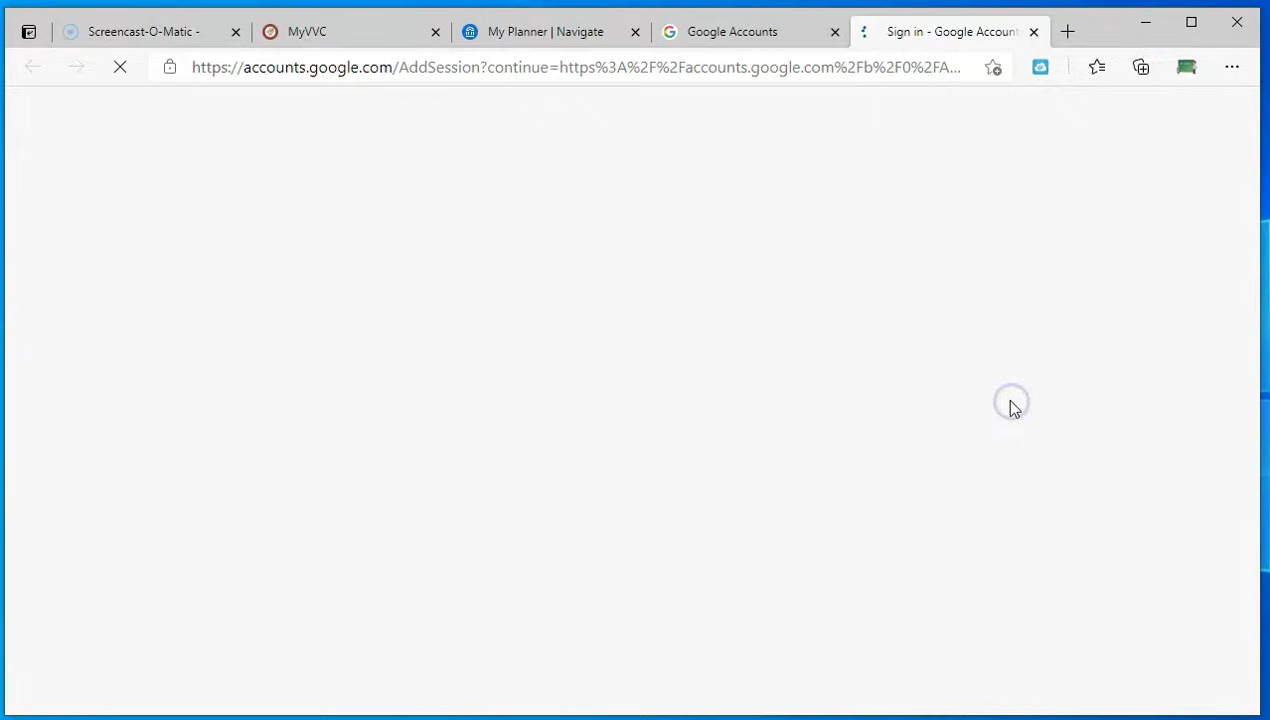 Screencast-O-Matic -
MyVVC
My Planner | Navigate
Google Accounts
Sign in - Google Account
https://accounts.google.com/AddSession?continue=https%3A%2F%2Faccounts.google.com%2Fb%2F0%2FA...